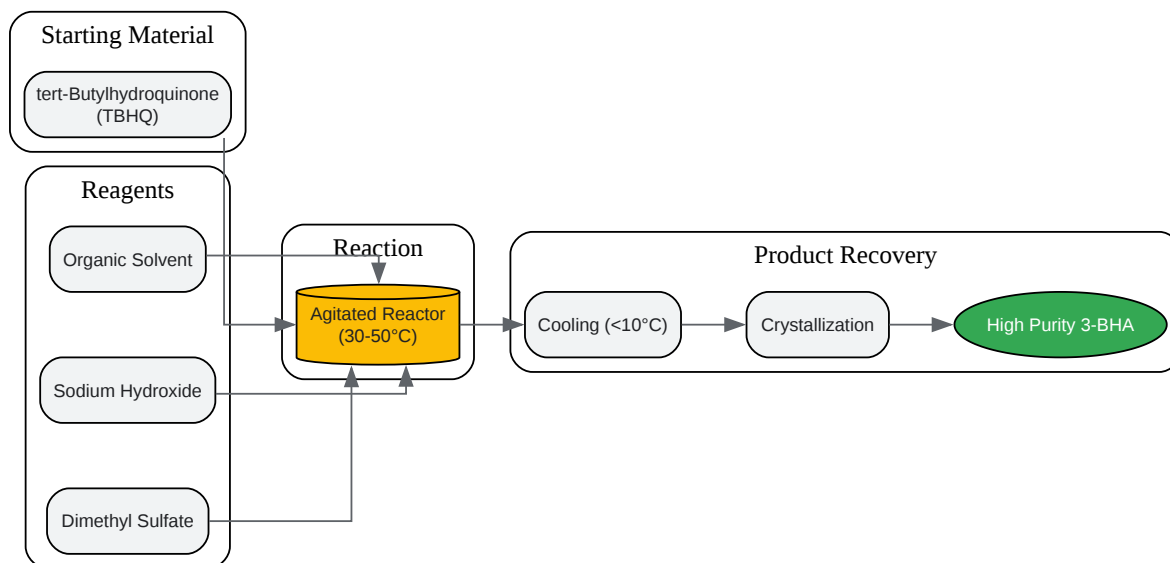 Starting Material
tert-Butylhydroquinone
(TBHQ)
Reagents
Organic Solvent
Sodium Hydroxide
Dimethyl Sulfate
Reaction
Agitated Reactor
(30-50°C)
Product Recovery
Cooling (<10°C)
Crystallization
High Purity 3-BHA